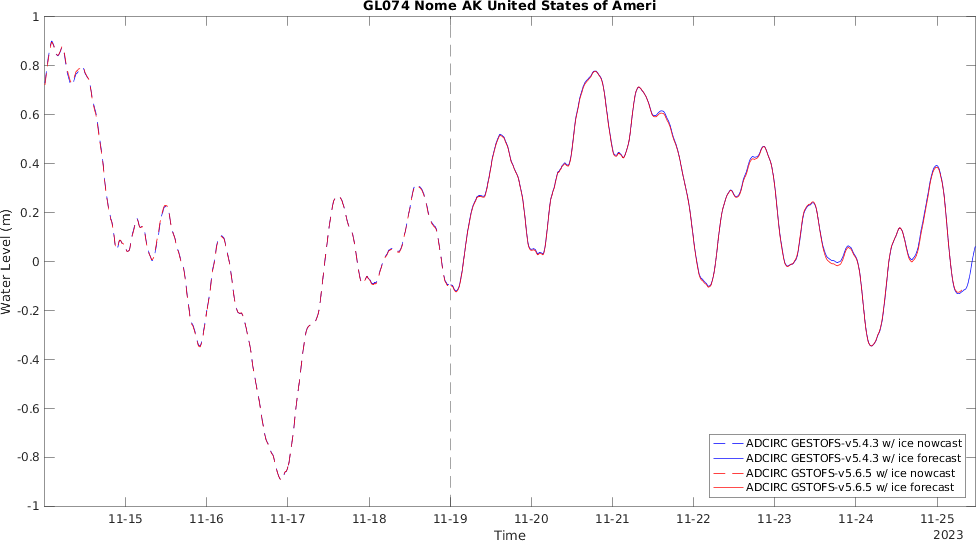 GL074 Nome AK United States of Ameri
1
0.8
0.6
0.4
0.2
0
-0.2
-0.4
-0.6
-0.8
-1
Water Level (m)
ADCIRC GESTOFS-v5.4.3 w/ ice nowcast
ADCIRC GESTOFS-v5.4.3 w/ ice forecast
ADCIRC GSTOFS-v5.6.5 w/ ice nowcast
ADCIRC GSTOFS-v5.6.5 w/ ice forecast
11-15 11-16 11-17 11-18 11-19 11-20 11-21 11-22 11-23 11-24 11-25
Time
2023